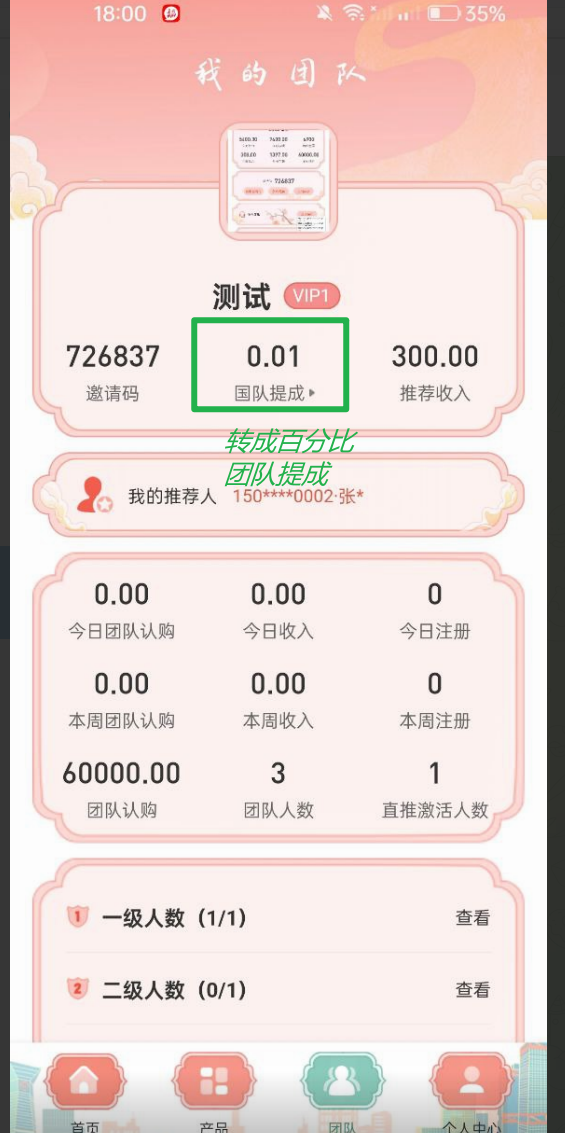 18:00
35%
我的团队
测试 VIP1
726837 0.01 300.00
邀请码 国队提成 推荐收入
转成百分比
团队提成
我的推荐人 150****0002·张*
0.00 0.00 0
今日团队认购 今日收入 今日注册
0.00 0.00 0
本周团队认购 本周收入 本周注册
60000.00 3 1
团队认购 团队人数 直推激活人数
1 一级人数（1/1） 查看
2 二级人数（0/1） 查看
首页 产品 团队 个人中心